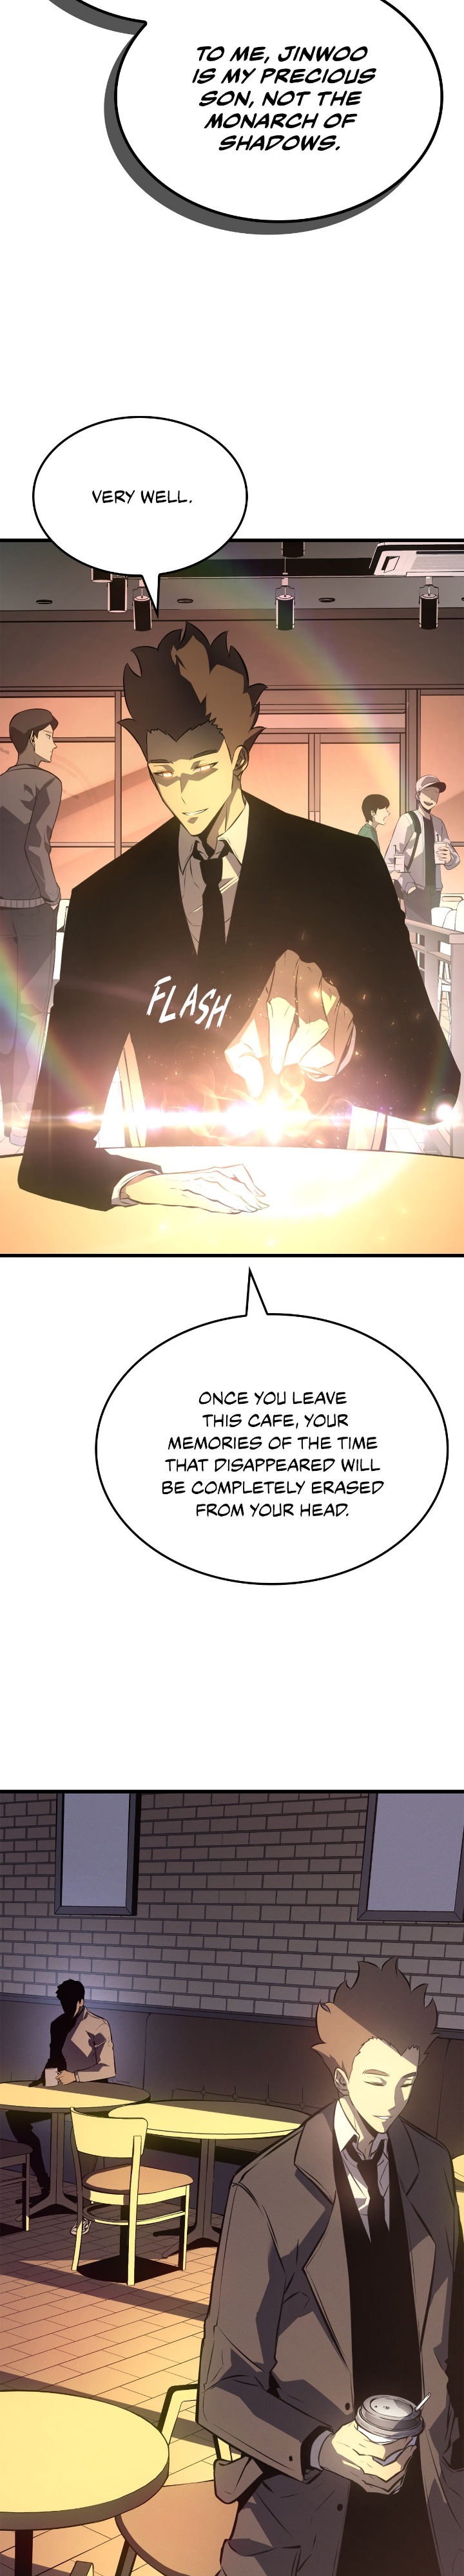 TO ME, JINWOO
IS MY PRECIOUS
SON, NOT THE
MONARCH OF
SHADOWS.
VERY WELL.
FLASH
ONCE YOU LEAVE
THIS CAFE, YOUR
MEMORIES OF THE TIME
THAT DISAPPEARED WILL
BE COMPLETELY ERASED
FROM YOUR HEAD.